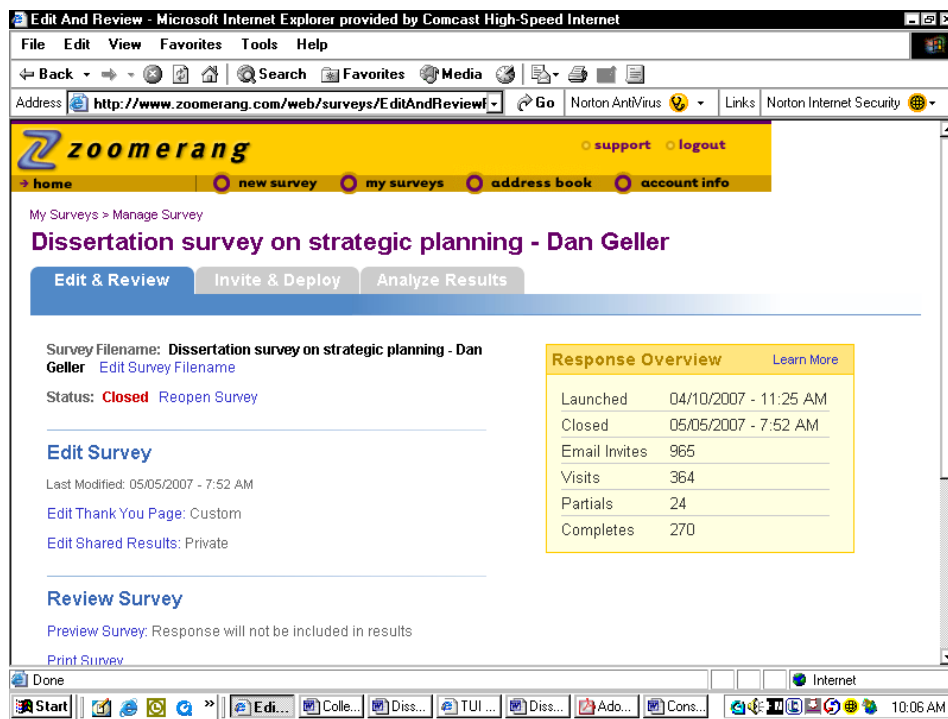 Edit And Review - Microsoft Internet Explorer provided by Comcast High-Speed Internet
File Edit View Favorites Tools Help
Back Search Favorites Media
Address http://www.zoomerang.com/web/surveys/EditAndReviewF Go Norton AntiVirus Links Norton Internet Security
zoomerang support logout
home new survey my surveys address book account info
My Surveys > Manage Survey
Dissertation survey on strategic planning - Dan Geller
Edit & Review Invite & Deploy Analyze Results
Survey Filename: Dissertation survey on strategic planning - Dan
Geller Edit Survey Filename
Status: Closed Reopen Survey
Edit Survey
Last Modified: 05/05/2007 - 7:52 AM
Edit Thank You Page: Custom
Edit Shared Results: Private
Review Survey
Preview Survey: Response will not be included in results
Print Survey
Response Overview Learn More
Launched 04/10/2007 - 11:25 AM
Closed 05/05/2007 - 7:52 AM
Email Invites 965
Visits 364
Partials 24
Completes 270
Done Internet
Start » Edi... Colle... Diss... TUI ... Diss... Ado... Cons... 10:06 AM